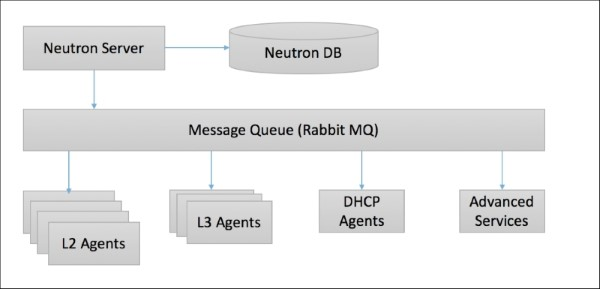 Neutron Server
Neutron DB
Message Queue (Rabbit MQ)
L2 Agents
L3 Agents
DHCP
Agents
Advanced
Services